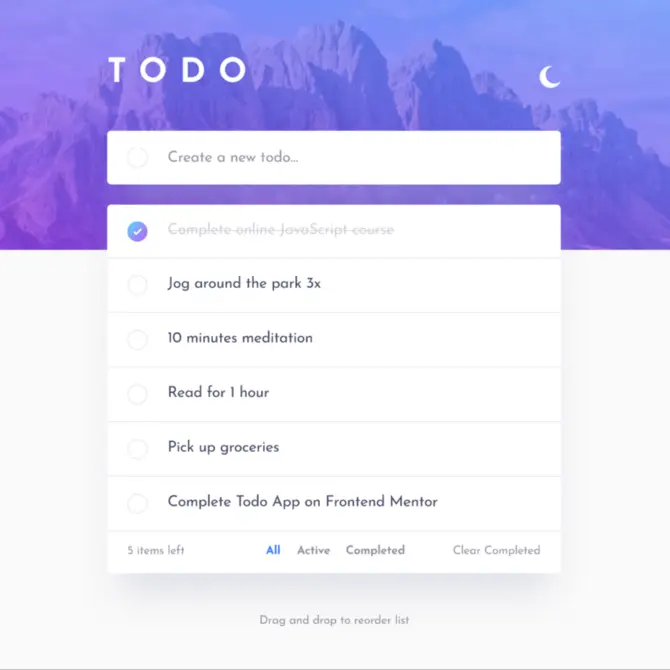 TODO
Create a new todo...
Complete online JavaScript course
Jog around the park 3x
10 minutes meditation
Read for 1 hour
Pick up groceries
Complete Todo App on Frontend Mentor
5 items left All Active Completed Clear Completed
Drag and drop to reorder list